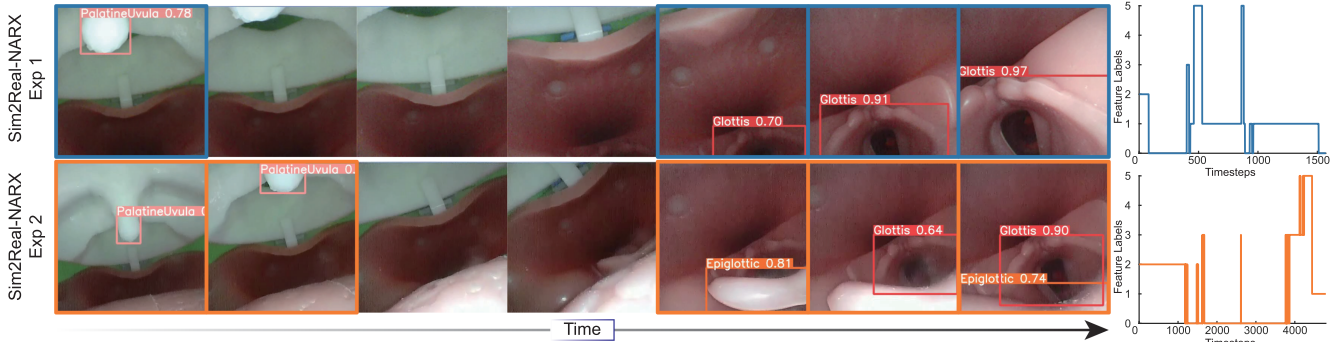 Sim2Real-NARX
Exp 1
PalatineUvula 0.78
Glottis 0.70
Glottis 0.91
Glottis 0.97
Feature Labels
5
4
3
2
1
0
0
500
1000
1500
Timesteps
Sim2Real-NARX
Exp 2
PalatineUvula 0
PalatineUvula 0.
Epiglottic 0.81
Glottis 0.64
Glottis 0.90
Epiglottic 0.74
Feature Labels
5
4
3
2
1
0
0
1000
2000
3000
4000
Timesteps
Time